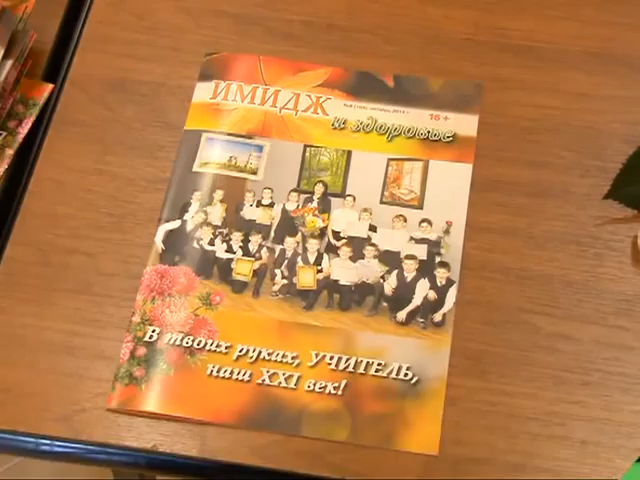 ИМИДЖ
16+
и здоровье
В твоих руках, УЧИТЕЛЬ,
наш XXI век!